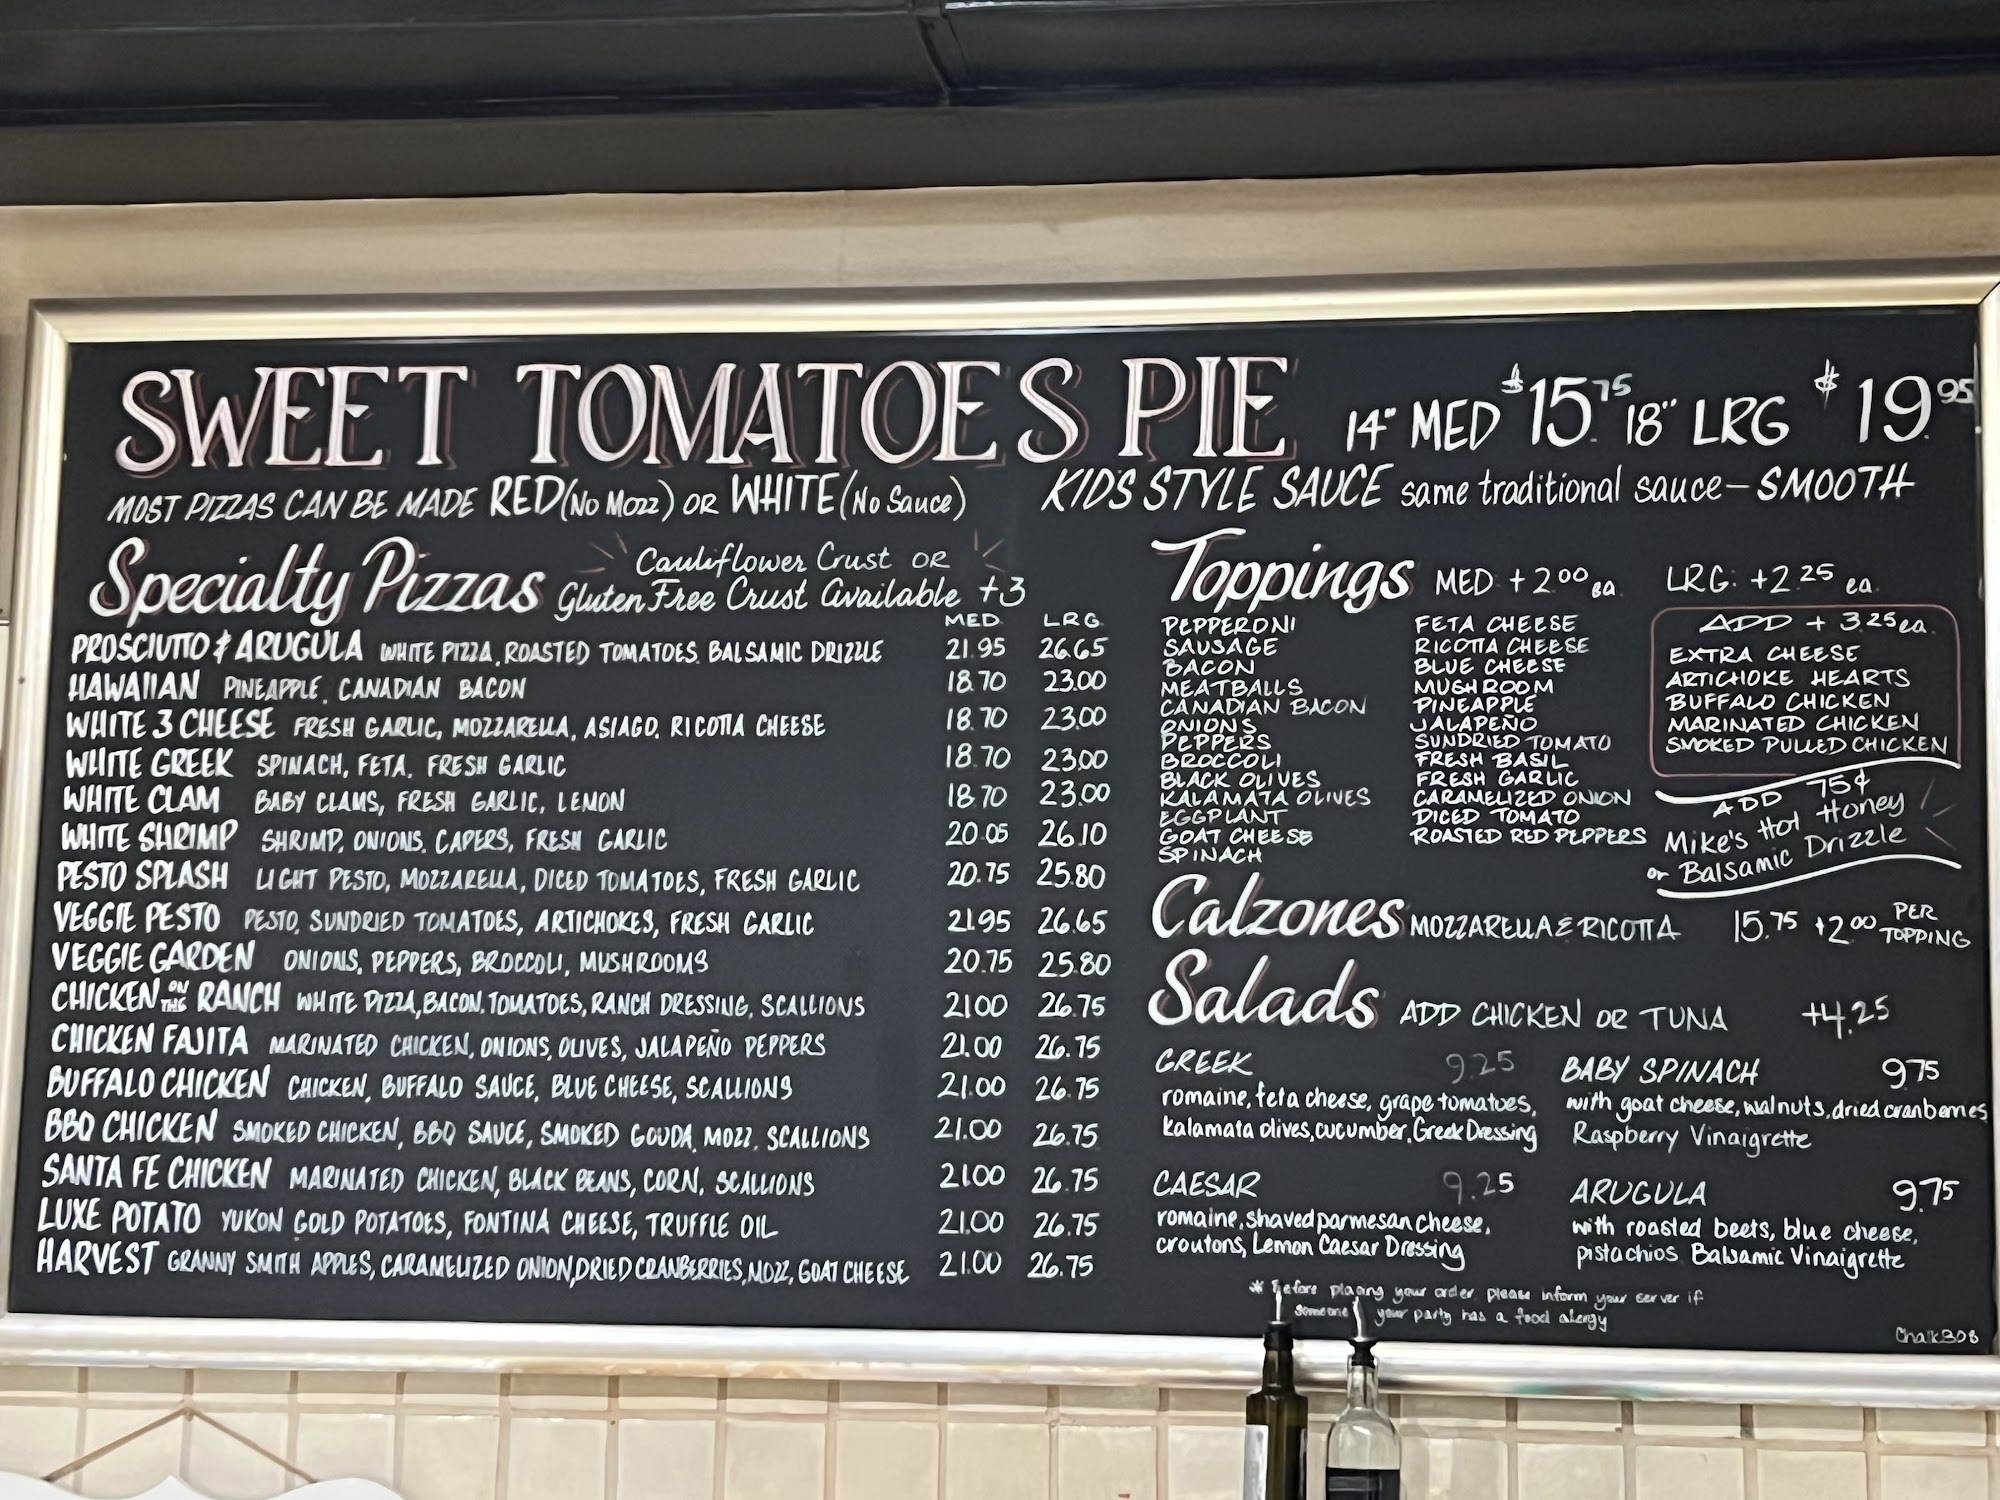 SWEET TOMATOES PIE 14" MED $15.75 18" LRG $19.95
MOST PIZZAS CAN BE MADE RED (No Mozz) OR WHITE (No Sauce)
KIDS STYLE SAUCE same traditional sauce - SMOOTH
Specialty Pizzas
Cauliflower Crust OR
Gluten Free Crust Available +3
MED LRG
PROSCIUTTO & ARUGULA WHITE PIZZA, ROASTED TOMATOES. BALSAMIC DRIZZLE 21.95 26.65
HAWAIIAN PINEAPPLE, CANADIAN BACON 18.70 23.00
WHITE 3 CHEESE FRESH GARLIC, MOZZARELLA, ASIAGO, RICOTTA CHEESE 18.70 23.00
WHITE GREEK SPINACH, FETA, FRESH GARLIC 18.70 23.00
WHITE CLAM BABY CLAMS, FRESH GARLIC, LEMON 18.70 23.00
WHITE SHRIMP SHRIMP, ONIONS, CAPERS, FRESH GARLIC 20.05 26.10
PESTO SPLASH LIGHT PESTO, MOZZARELLA, DICED TOMATOES, FRESH GARLIC 20.75 25.80
VEGGIE PESTO PESTO, SUNDRIED TOMATOES, ARTICHOKES, FRESH GARLIC 21.95 26.65
VEGGIE GARDEN ONIONS, PEPPERS, BROCCOLI, MUSHROOMS 20.75 25.80
CHICKEN ON THE RANCH WHITE PIZZA, BACON, TOMATOES, RANCH DRESSING, SCALLIONS 21.00 26.75
CHICKEN FAJITA MARINATED CHICKEN, ONIONS, OLIVES, JALAPEÑO PEPPERS 21.00 26.75
BUFFALO CHICKEN CHICKEN, BUFFALO SAUCE, BLUE CHEESE, SCALLIONS 21.00 26.75
BBQ CHICKEN SMOKED CHICKEN, BBQ SAUCE, SMOKED GOUDA, MOZZ, SCALLIONS 21.00 26.75
SANTA FE CHICKEN MARINATED CHICKEN, BLACK BEANS, CORN, SCALLIONS 21.00 26.75
LUXE POTATO YUKON GOLD POTATOES, FONTINA CHEESE, TRUFFLE OIL 21.00 26.75
HARVEST GRANNY SMITH APPLES, CARAMELIZED ONION, DRIED CRANBERRIES, MOZZ, GOAT CHEESE 21.00 26.75
Toppings MED: +2.00 ea. LRG: +2.25 ea.
PEPPERONI
SAUSAGE
BACON
MEATBALLS
CANADIAN BACON
ONIONS
PEPPERS
BROCCOLI
BLACK OLIVES
KALAMATA OLIVES
EGGPLANT
GOAT CHEESE
SPINACH
FETA CHEESE
RICOTTA CHEESE
BLUE CHEESE
MUSHROOM
PINEAPPLE
JALAPEÑO
SUNDRIED TOMATO
FRESH BASIL
FRESH GARLIC
CARAMELIZED ONION
DICED TOMATO
ROASTED RED PEPPERS
ADD + 3.25 ea.
EXTRA CHEESE
ARTICHOKE HEARTS
BUFFALO CHICKEN
MARINATED CHICKEN
SMOKED PULLED CHICKEN
ADD 75¢
Mike's Hot Honey
or Balsamic Drizzle
Calzones MOZZARELLA & RICOTTA 15.75 +2.00 PER TOPPING
Salads ADD CHICKEN OR TUNA +4.25
GREEK 9.25
romaine, feta cheese, grape tomatoes,
kalamata olives, cucumber, Greek Dressing
CAESAR 9.25
romaine, shaved parmesan cheese,
croutons, Lemon Caesar Dressing
BABY SPINACH 9.75
with goat cheese, walnuts, dried cranberries
Raspberry Vinaigrette
ARUGULA 9.75
with roasted beets, blue cheese,
pistachios Balsamic Vinaigrette
* Before placing your order, please inform your server if
someone your party has a food alergy
Chalk308